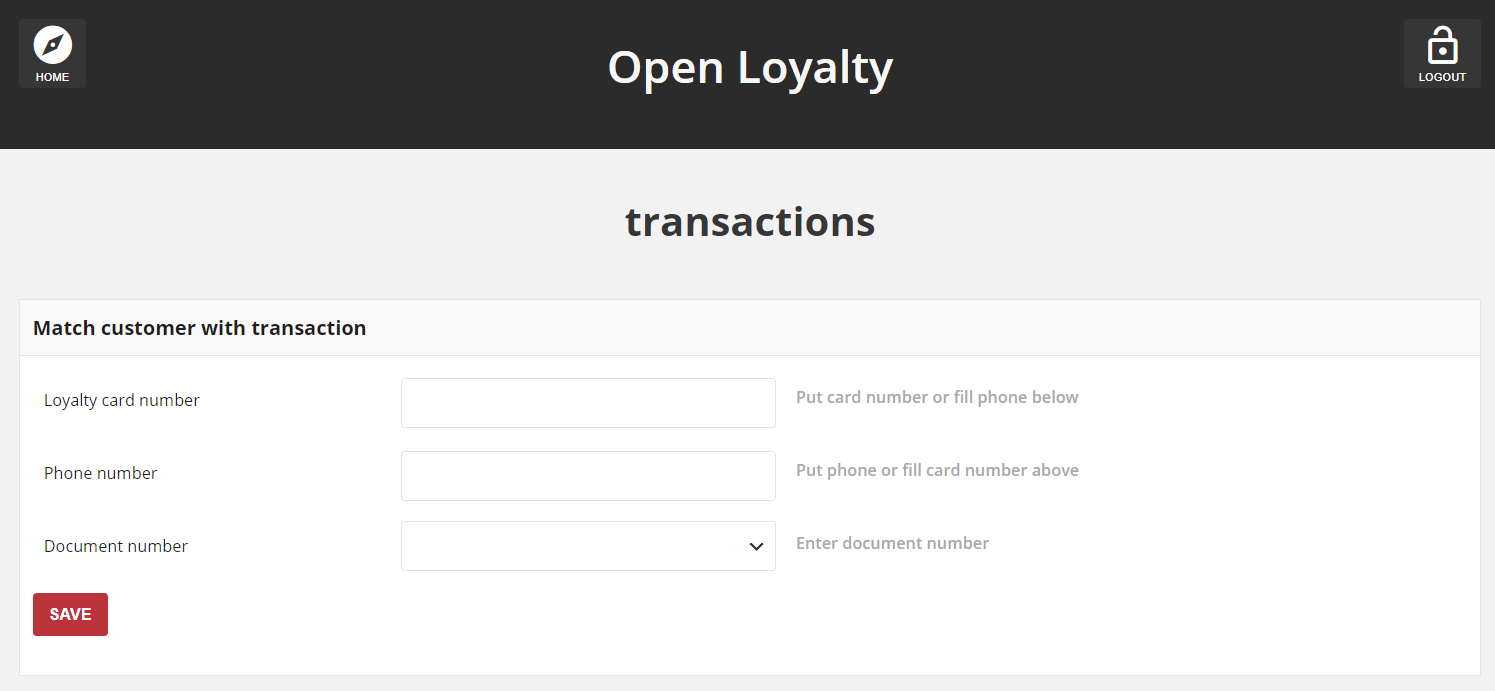 HOME
Open Loyalty
LOGOUT
transactions
Match customer with transaction
Loyalty card number
Put card number or fill phone below
Phone number
Put phone or fill card number above
Document number
Enter document number
SAVE